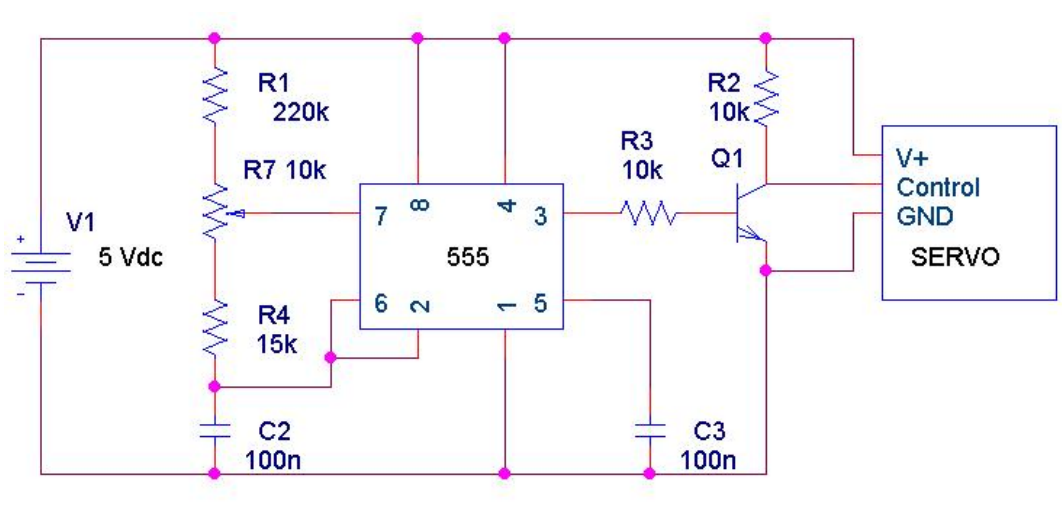 R1
220k
R2
10k
R3
10k
Q1
R7 10k
V+
Control
GND
SERVO
7
8
4
3
555
6
2
1
5
V1
+
5 Vdc
-
R4
15k
C2
100n
C3
100n